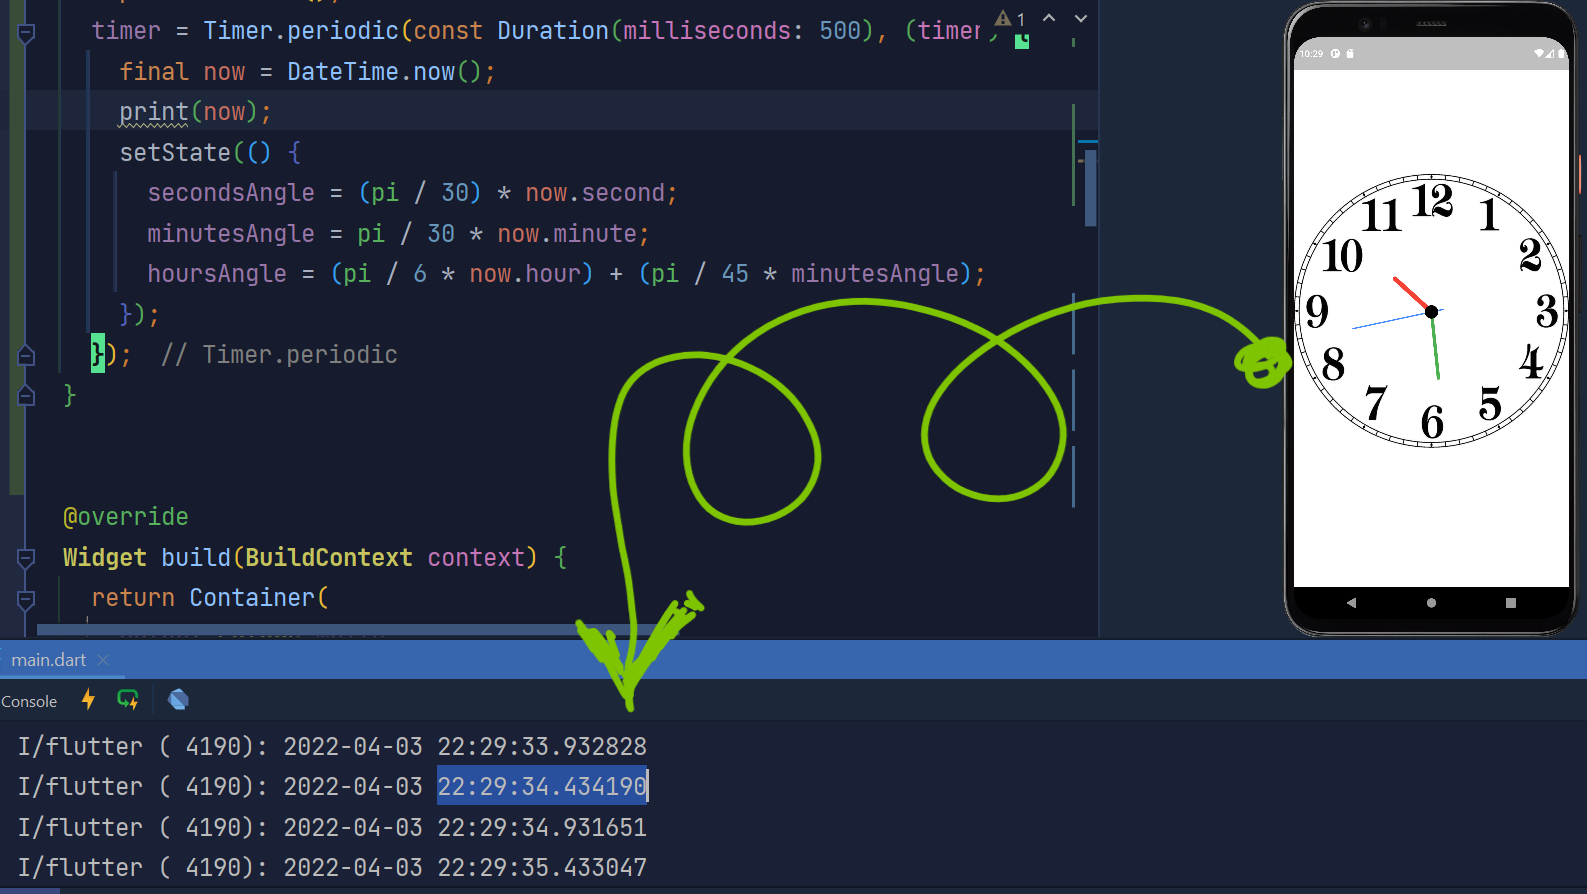 timer = Timer.periodic(const Duration(milliseconds: 500), (timer)
1
final now = DateTime.now();
print(now);
setState(() {
secondsAngle = (pi / 30) * now.second;
minutesAngle = pi / 30 * now.minute;
hoursAngle = (pi / 6 * now.hour) + (pi / 45 * minutesAngle);
});
}); // Timer.periodic
}
@override
Widget build(BuildContext context) {
return Container(
10:29
12
1
2
3
4
5
6
7
8
9
10
11
main.dart
Console
I/flutter ( 4190): 2022-04-03 22:29:33.932828
I/flutter ( 4190): 2022-04-03 22:29:34.434190
I/flutter ( 4190): 2022-04-03 22:29:34.931651
I/flutter ( 4190): 2022-04-03 22:29:35.433047